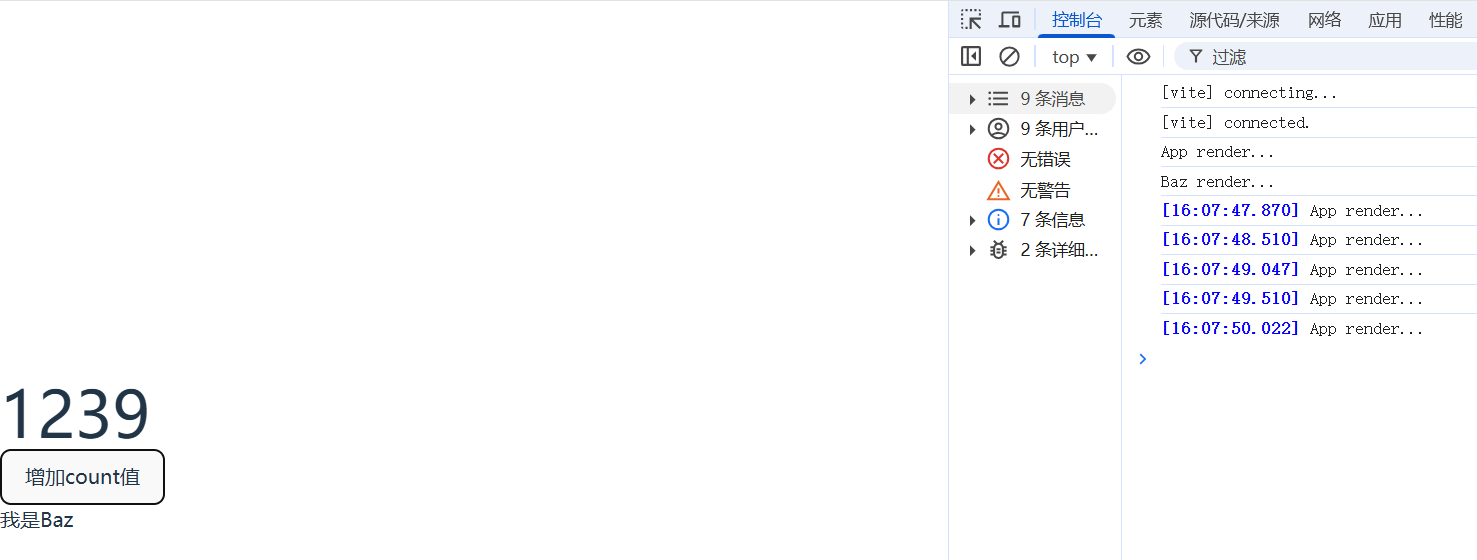 控制台 元素 源代码/来源 网络 应用 性能
top 过滤
9 条消息
9 条用户...
无错误
无警告
7 条信息
2 条详细...
[vite] connecting...
[vite] connected.
App render...
Baz render...
[16:07:47.870] App render...
[16:07:48.510] App render...
[16:07:49.047] App render...
[16:07:49.510] App render...
[16:07:50.022] App render...
1239
增加count值
我是Baz